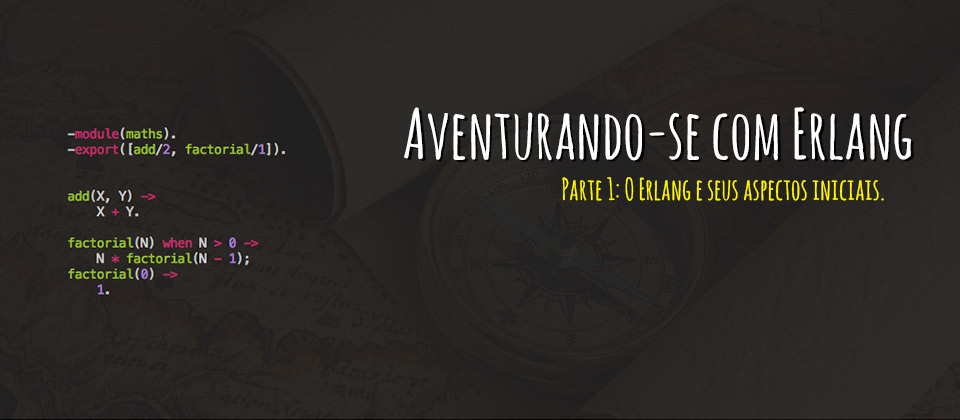 -module(maths).
-export([add/2, factorial/1]).
add(X, Y) ->
    X + Y.
factorial(N) when N > 0 ->
    N * factorial(N - 1);
factorial(0) ->
    1.
AVENTURANDO-SE COM ERLANG
PARTE 1: O ERLANG E SEUS ASPECTOS INICIAIS.